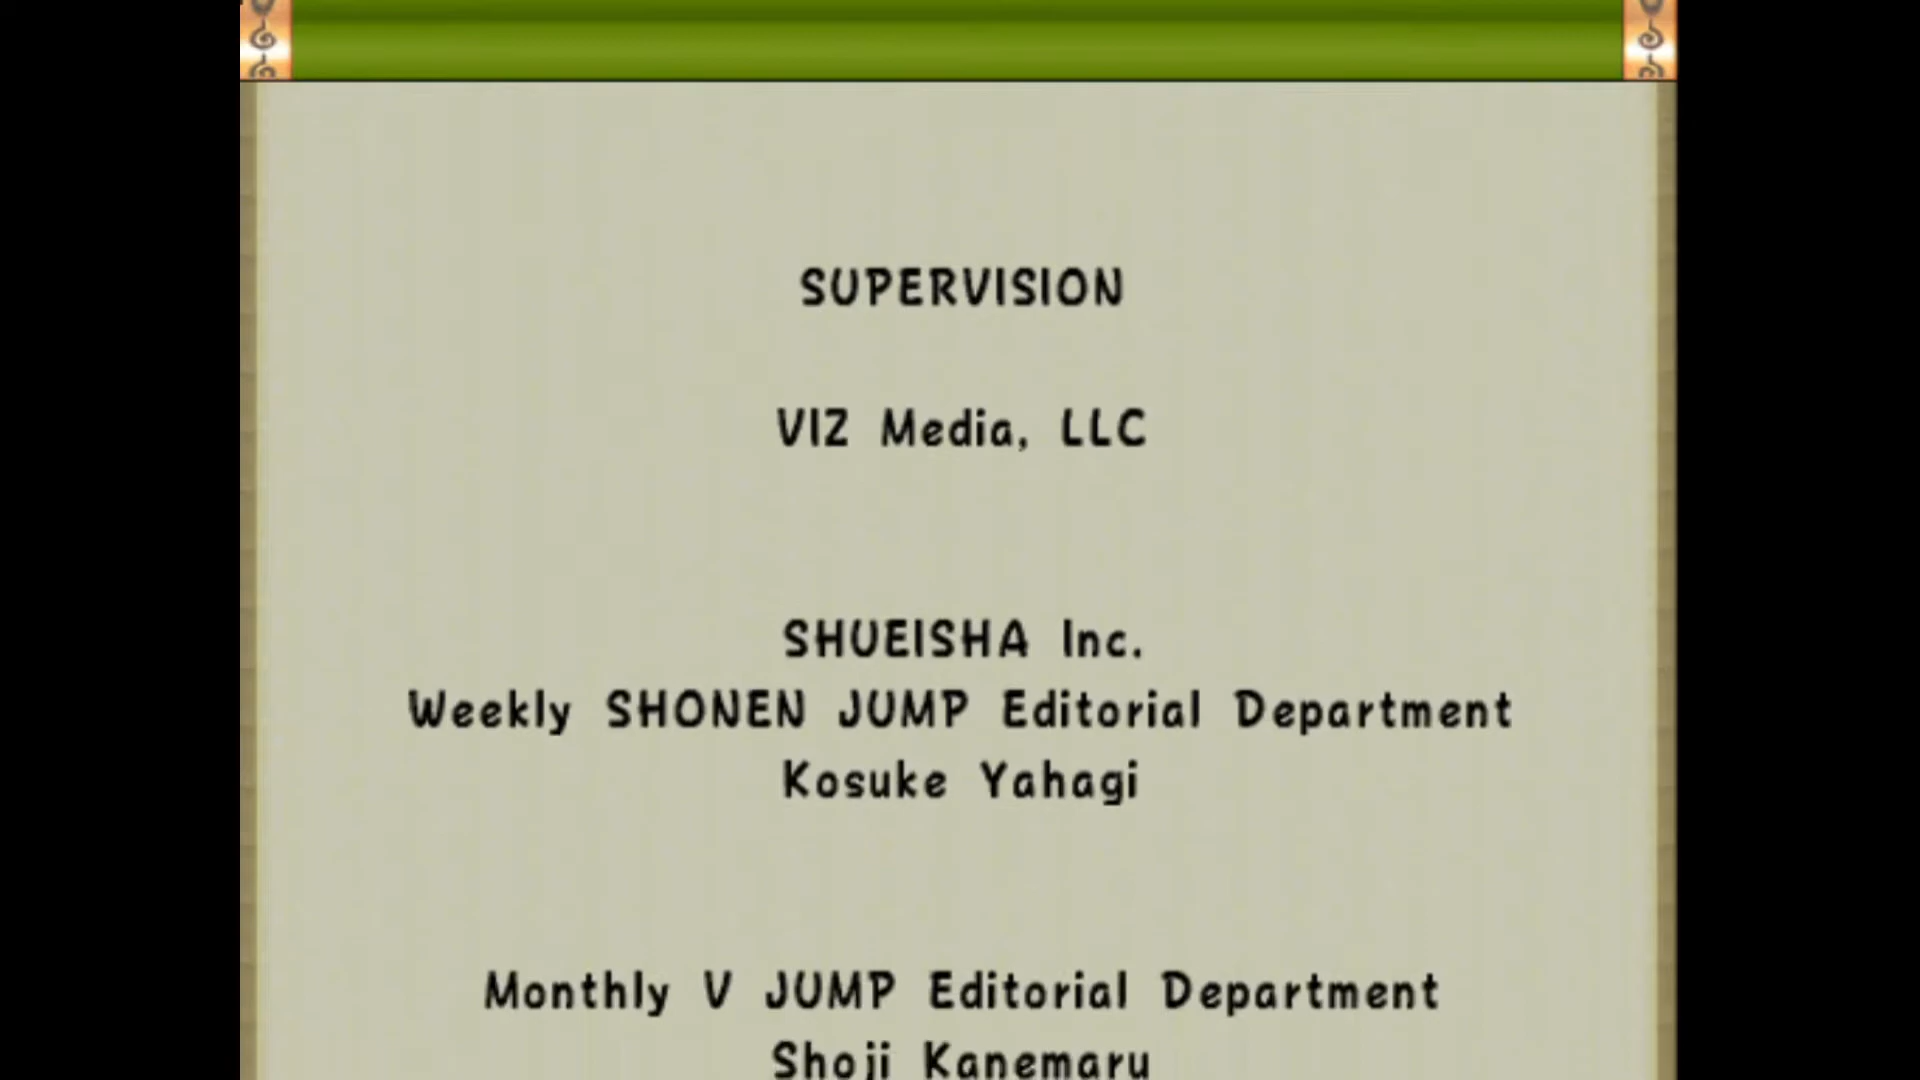 SUPERVISION
VIZ Media, LLC
SHUEISHA Inc.
Weekly SHONEN JUMP Editorial Department
Kosuke Yahagi
Monthly V JUMP Editorial Department
Shoji Kanemaru